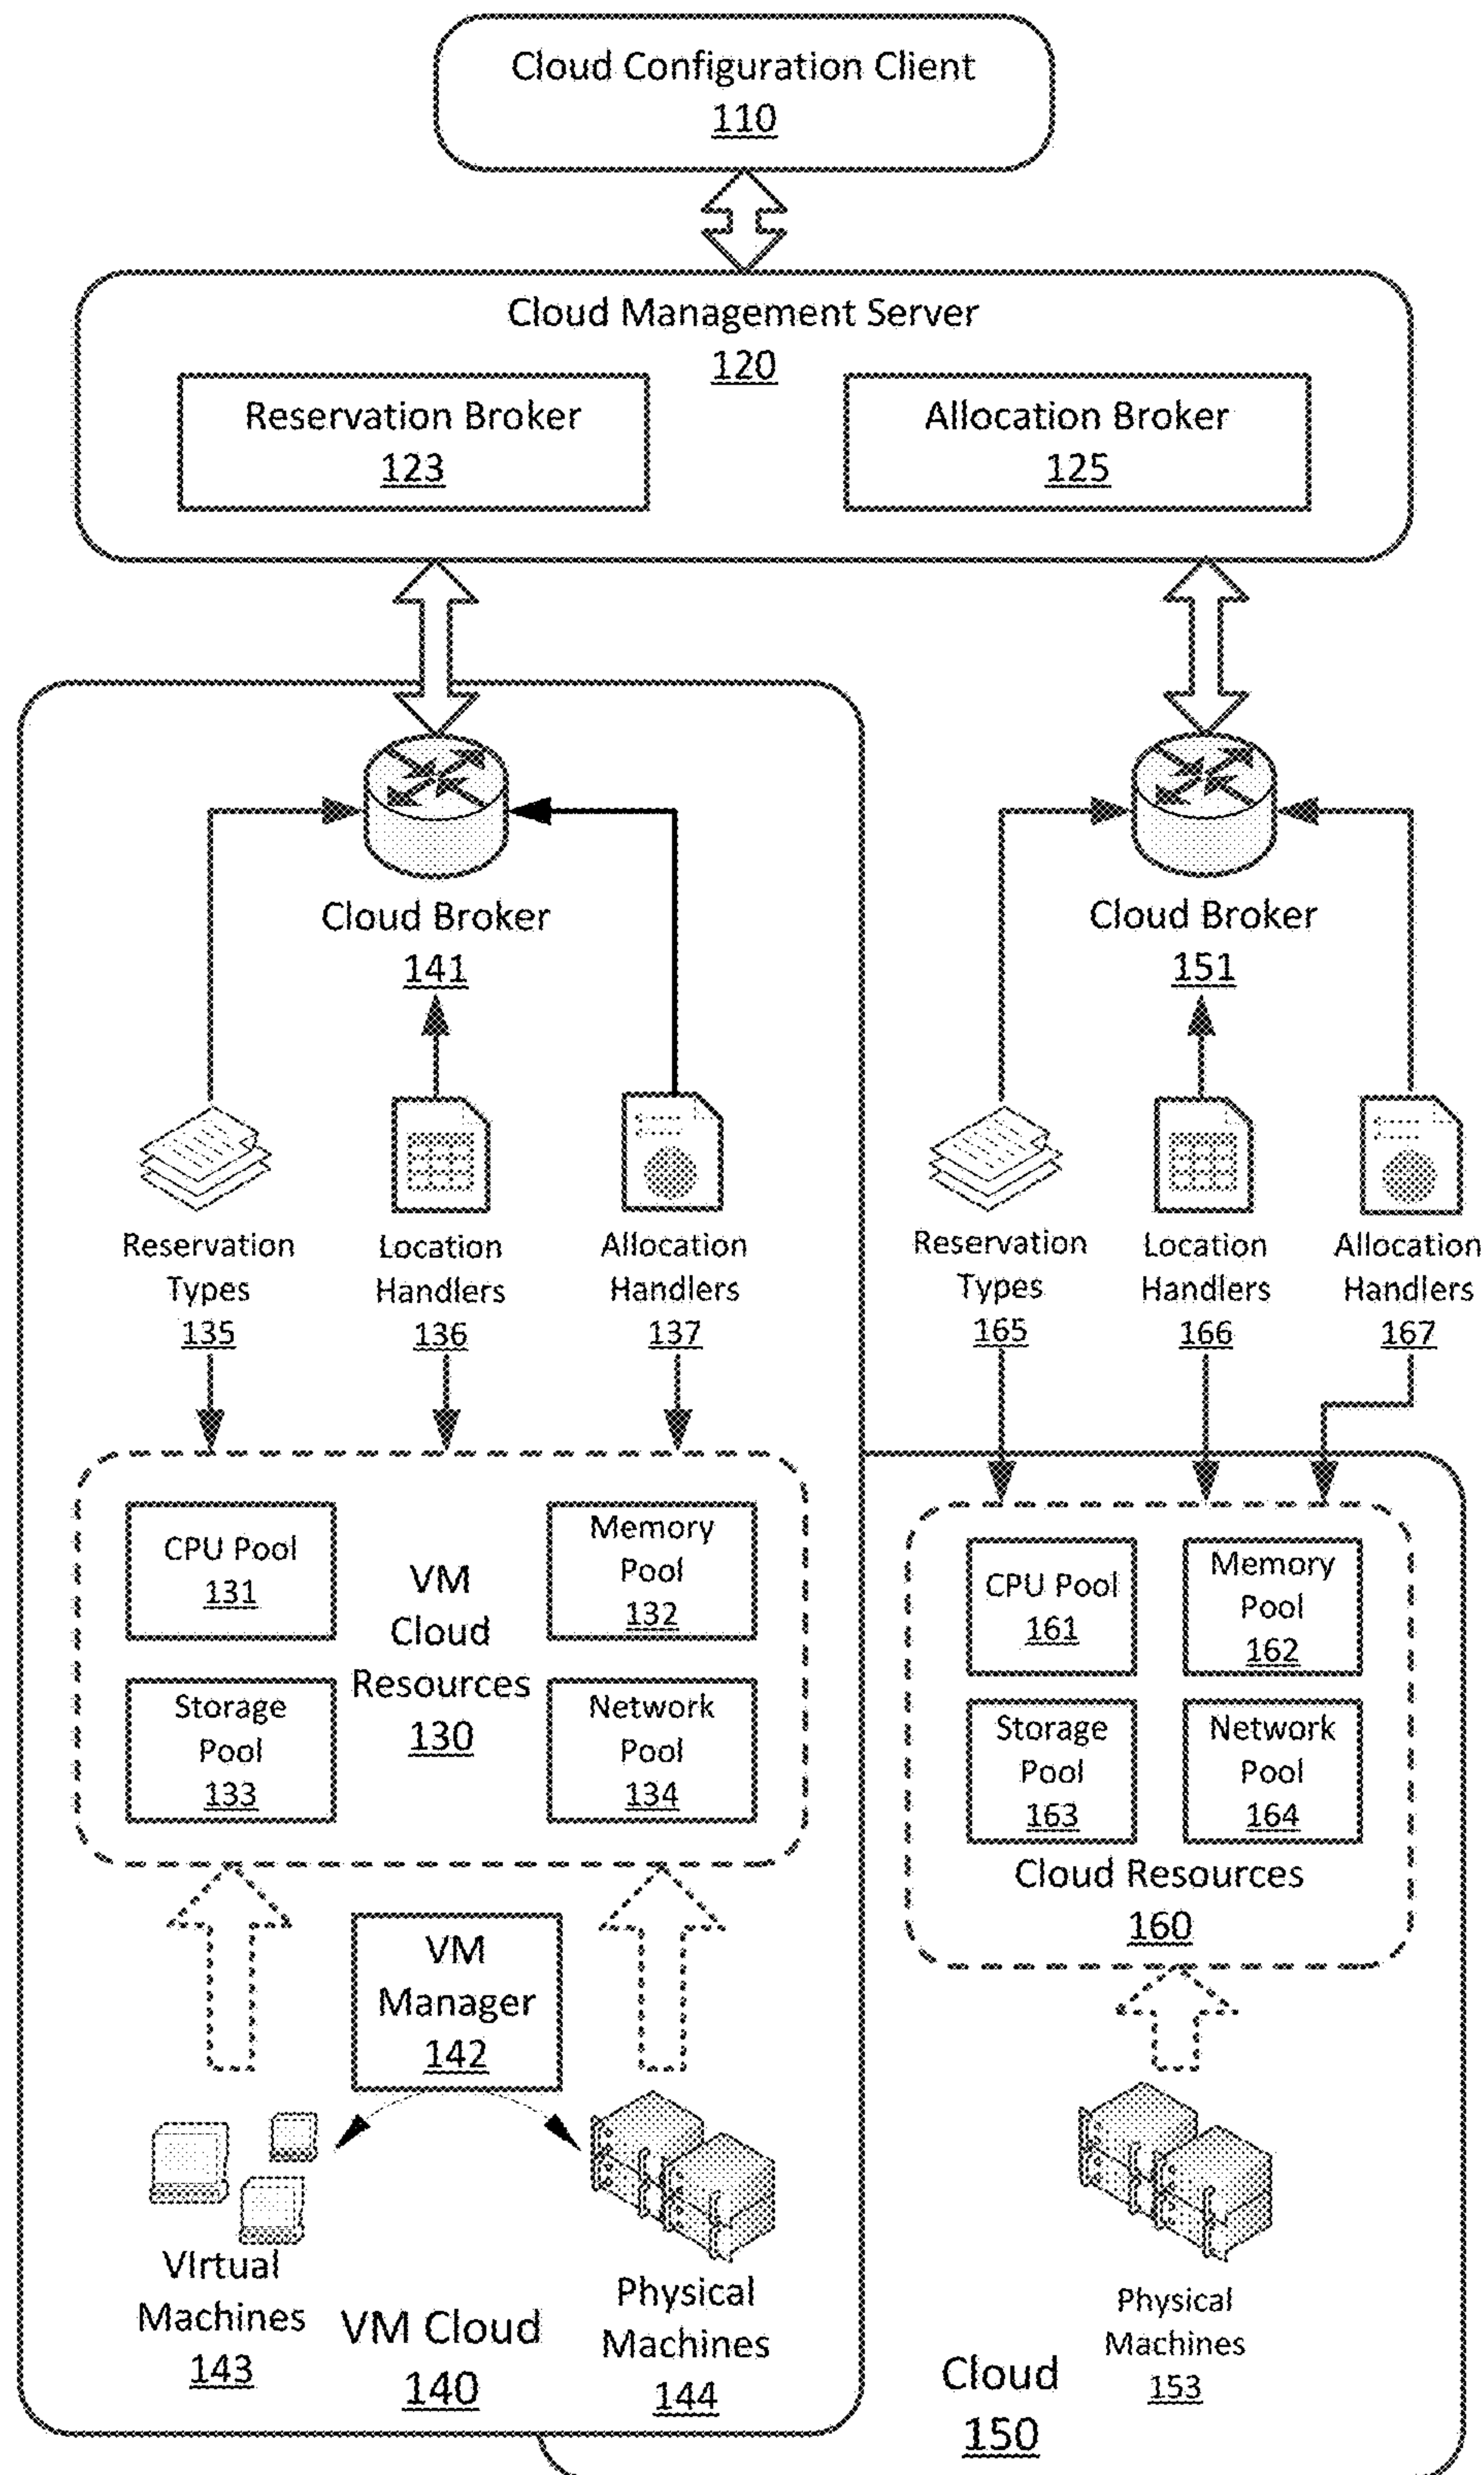 Cloud Configuration Client
110
Cloud Management Server
120
Reservation Broker
123
Allocation Broker
125
Cloud Broker
141
Reservation
Types
135
Location
Handlers
136
Allocation
Handlers
137
CPU Pool
131
Memory
Pool
132
VM
Cloud
Resources
130
Storage
Pool
133
Network
Pool
134
VM
Manager
142
VIrtual
Machines
143
VM Cloud
140
Physical
Machines
144
Cloud Broker
151
Reservation
Types
165
Location
Handlers
166
Allocation
Handlers
167
CPU Pool
161
Memory
Pool
162
Storage
Pool
163
Network
Pool
164
Cloud Resources
160
Physical
Machines
153
Cloud
150